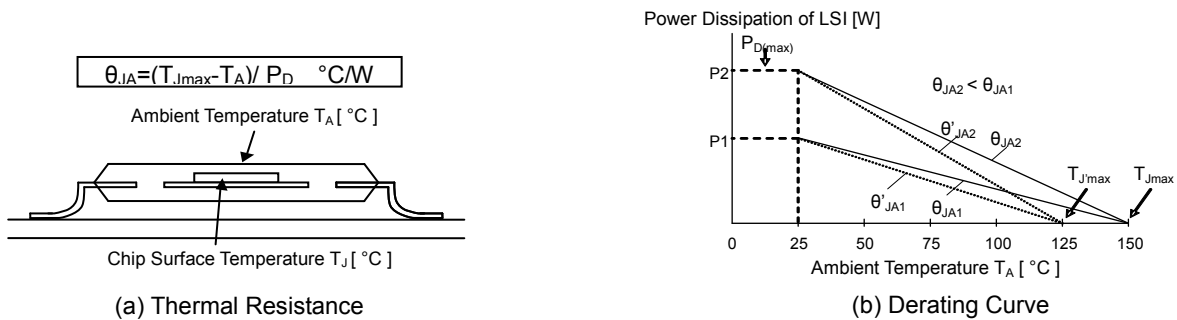 θJA=(TJmax-TA)/ PD °C/W
Ambient Temperature TA [ °C ]
Chip Surface Temperature TJ [ °C ]
(a) Thermal Resistance
Power Dissipation of LSI [W]
PD(max)
P2
θJA2 < θJA1
θ'JA2
θJA2
P1
TJ'max
TJmax
θ'JA1
θJA1
0 25 50 75 100 125 150
Ambient Temperature TA [ °C ]
(b) Derating Curve